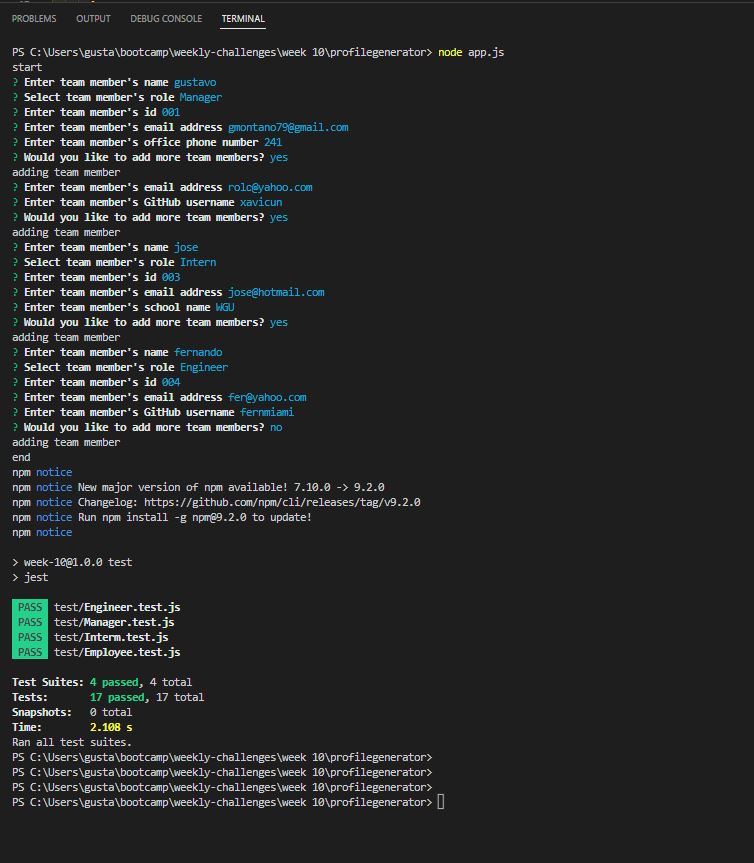 PROBLEMS OUTPUT DEBUG CONSOLE TERMINAL
PS C:\Users\gusta\bootcamp\weekly-challenges\week 10\profilegenerator> node app.js
start
? Enter team member's name gustavo
? Select team member's role Manager
? Enter team member's id 001
? Enter team member's email address gmontano79@gmail.com
? Enter team member's office phone number 241
? Would you like to add more team members? yes
adding team member
? Enter team member's email address rolo@yahoo.com
? Enter team member's GitHub username xavicun
? Would you like to add more team members? yes
adding team member
? Enter team member's name jose
? Select team member's role Intern
? Enter team member's id 003
? Enter team member's email address jose@hotmail.com
? Enter team member's school name WGU
? Would you like to add more team members? yes
adding team member
? Enter team member's name fernando
? Select team member's role Engineer
? Enter team member's id 004
? Enter team member's email address fer@yahoo.com
? Enter team member's GitHub username fernmiami
? Would you like to add more team members? no
adding team member
end
npm notice
npm notice New major version of npm available! 7.10.0 -> 9.2.0
npm notice Changelog: https://github.com/npm/cli/releases/tag/v9.2.0
npm notice Run npm install -g npm@9.2.0 to update!
npm notice
> week-10@1.0.0 test
> jest
PASS test/Engineer.test.js
PASS test/Manager.test.js
PASS test/Interm.test.js
PASS test/Employee.test.js
Test Suites: 4 passed, 4 total
Tests: 17 passed, 17 total
Snapshots: 0 total
Time: 2.108 s
Ran all test suites.
PS C:\Users\gusta\bootcamp\weekly-challenges\week 10\profilegenerator>
PS C:\Users\gusta\bootcamp\weekly-challenges\week 10\profilegenerator>
PS C:\Users\gusta\bootcamp\weekly-challenges\week 10\profilegenerator>
PS C:\Users\gusta\bootcamp\weekly-challenges\week 10\profilegenerator>